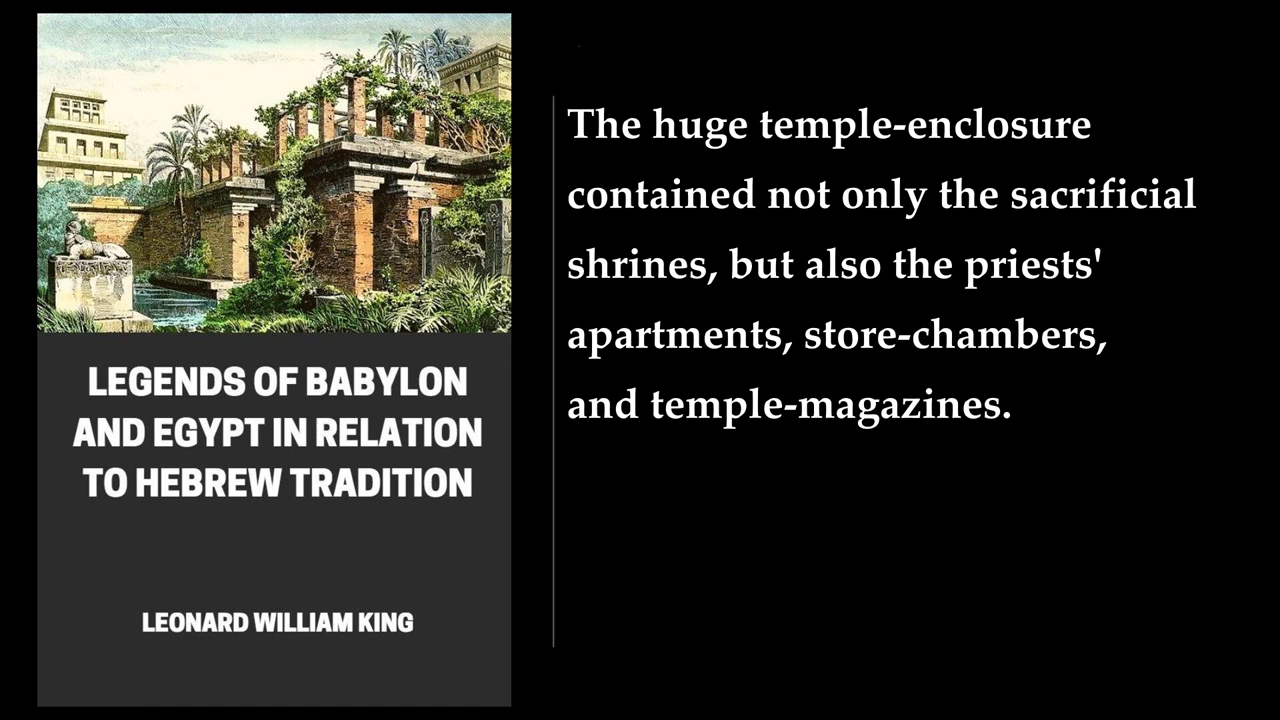 LEGENDS OF BABYLON
AND EGYPT IN RELATION
TO HEBREW TRADITION
LEONARD WILLIAM KING
The huge temple-enclosure
contained not only the sacrificial
shrines, but also the priests'
apartments, store-chambers,
and temple-magazines.